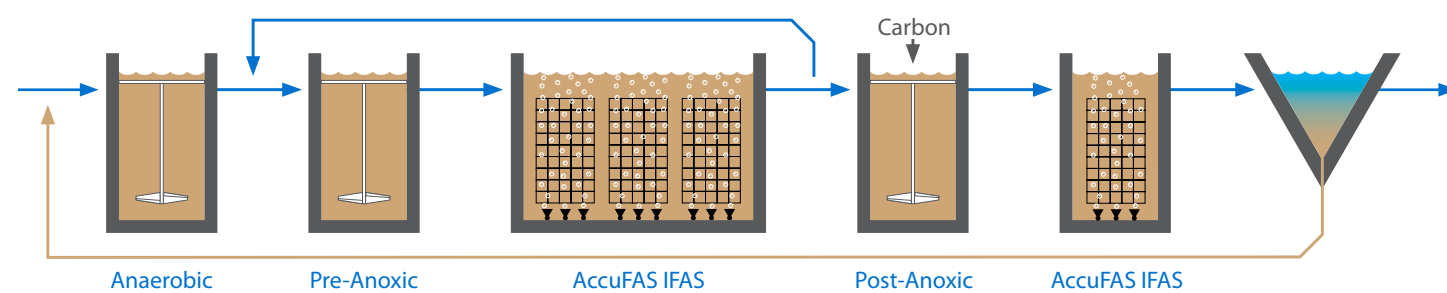 Carbon
Anaerobic
Pre-Anoxic
AccuFAS IFAS
Post-Anoxic
AccuFAS IFAS